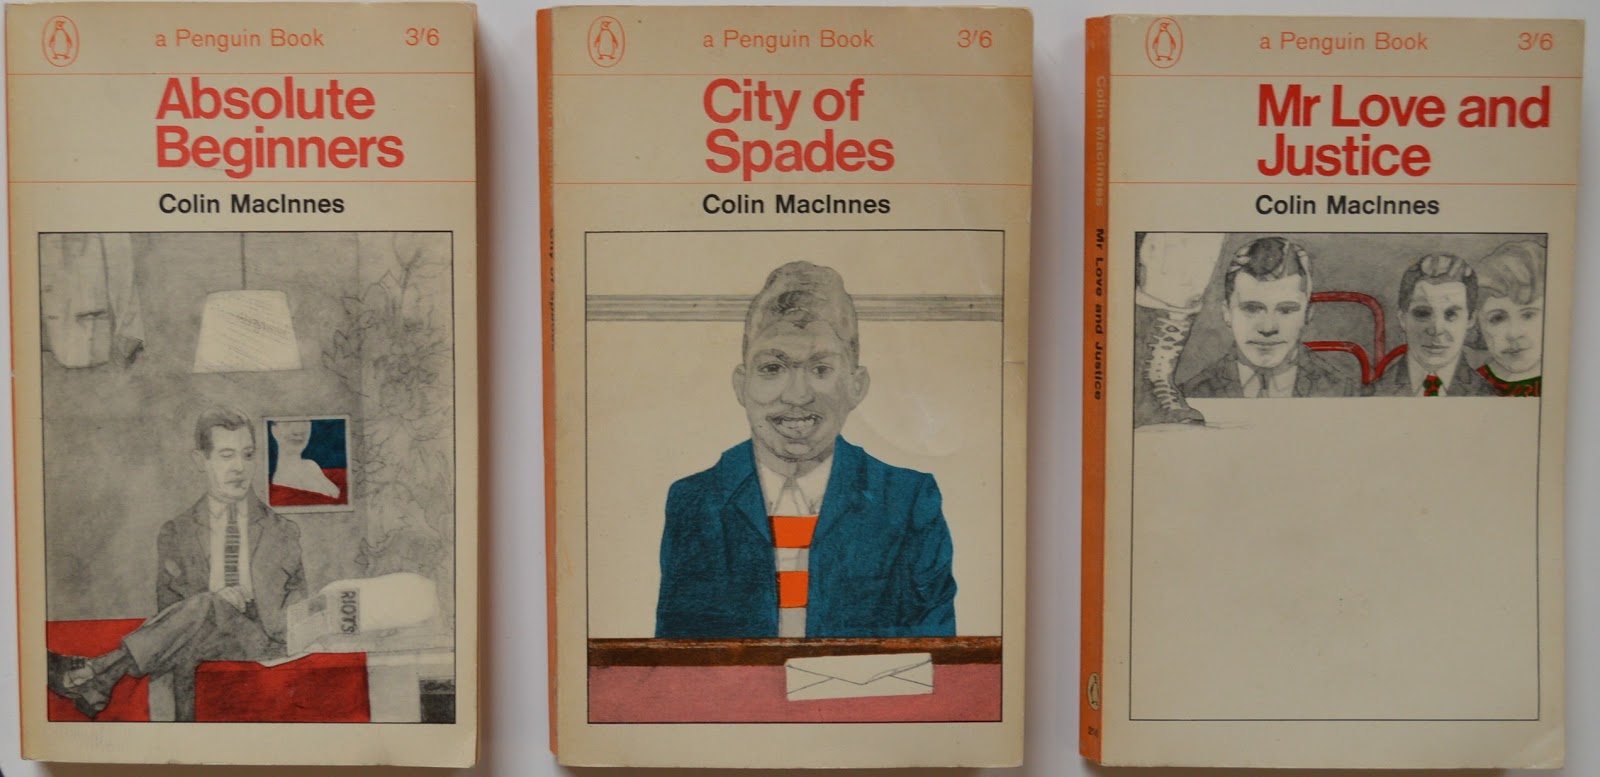 a Penguin Book 3'6
Absolute
Beginners
Colin MacInnes
RIOTS
a Penguin Book 3'6
City of
Spades
Colin MacInnes
Colin MacInnes Mr Love and Justice
a Penguin Book 3'6
Mr Love and
Justice
Colin MacInnes